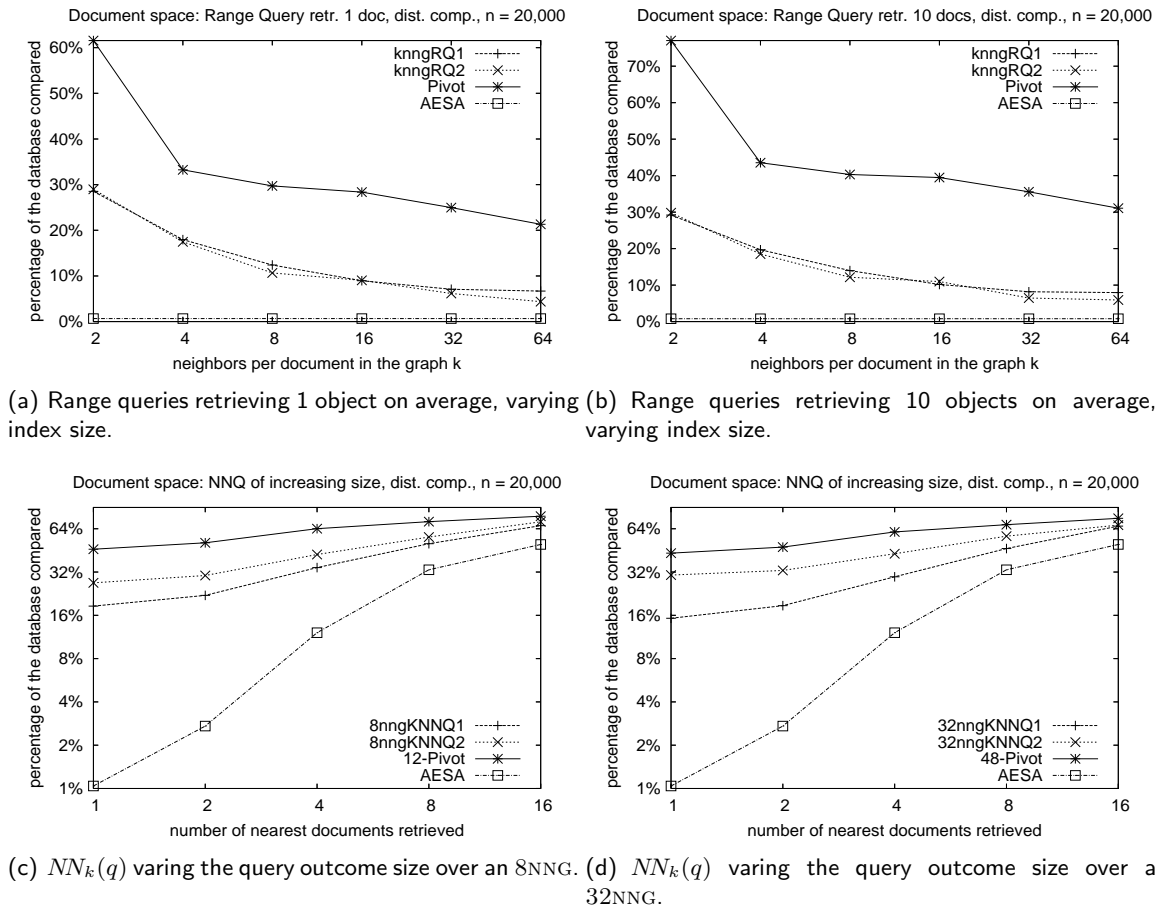 Document space: Range Query retr. 1 doc, dist. comp., n = 20,000
percentage of the database compared
60%
50%
40%
30%
20%
10%
0%
knngRQ1
knngRQ2
Pivot
AESA
2 4 8 16 32 64
neighbors per document in the graph k
(a) Range queries retrieving 1 object on average, varying
index size.
Document space: Range Query retr. 10 docs, dist. comp., n = 20,000
percentage of the database compared
70%
60%
50%
40%
30%
20%
10%
0%
knngRQ1
knngRQ2
Pivot
AESA
2 4 8 16 32 64
neighbors per document in the graph k
(b) Range queries retrieving 10 objects on average,
varying index size.
Document space: NNQ of increasing size, dist. comp., n = 20,000
percentage of the database compared
64%
32%
16%
8%
4%
2%
1%
8nngKNNQ1
8nngKNNQ2
12-Pivot
AESA
1 2 4 8 16
number of nearest documents retrieved
(c) NNk(q) varing the query outcome size over an 8NNG.
Document space: NNQ of increasing size, dist. comp., n = 20,000
percentage of the database compared
64%
32%
16%
8%
4%
2%
1%
32nngKNNQ1
32nngKNNQ2
48-Pivot
AESA
1 2 4 8 16
number of nearest documents retrieved
(d) NNk(q) varing the query outcome size over a
32NNG.